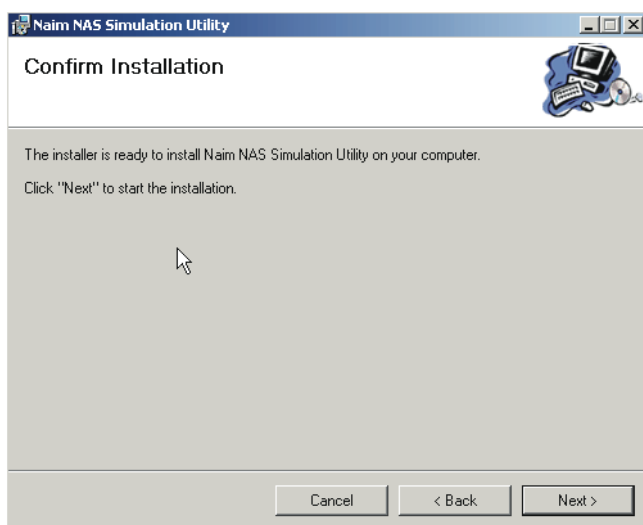 Naim NAS Simulation Utility
Confirm Installation
The installer is ready to install Naim NAS Simulation Utility on your computer.
Click "Next" to start the installation.
Cancel
< Back
Next >